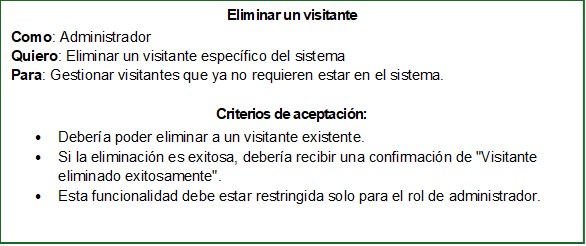 Eliminar un visitante
Como: Administrador
Quiero: Eliminar un visitante específico del sistema
Para: Gestionar visitantes que ya no requieren estar en el sistema.
Criterios de aceptación:
• Debería poder eliminar a un visitante existente.
• Si la eliminación es exitosa, debería recibir una confirmación de "Visitante
eliminado exitosamente".
• Esta funcionalidad debe estar restringida solo para el rol de administrador.